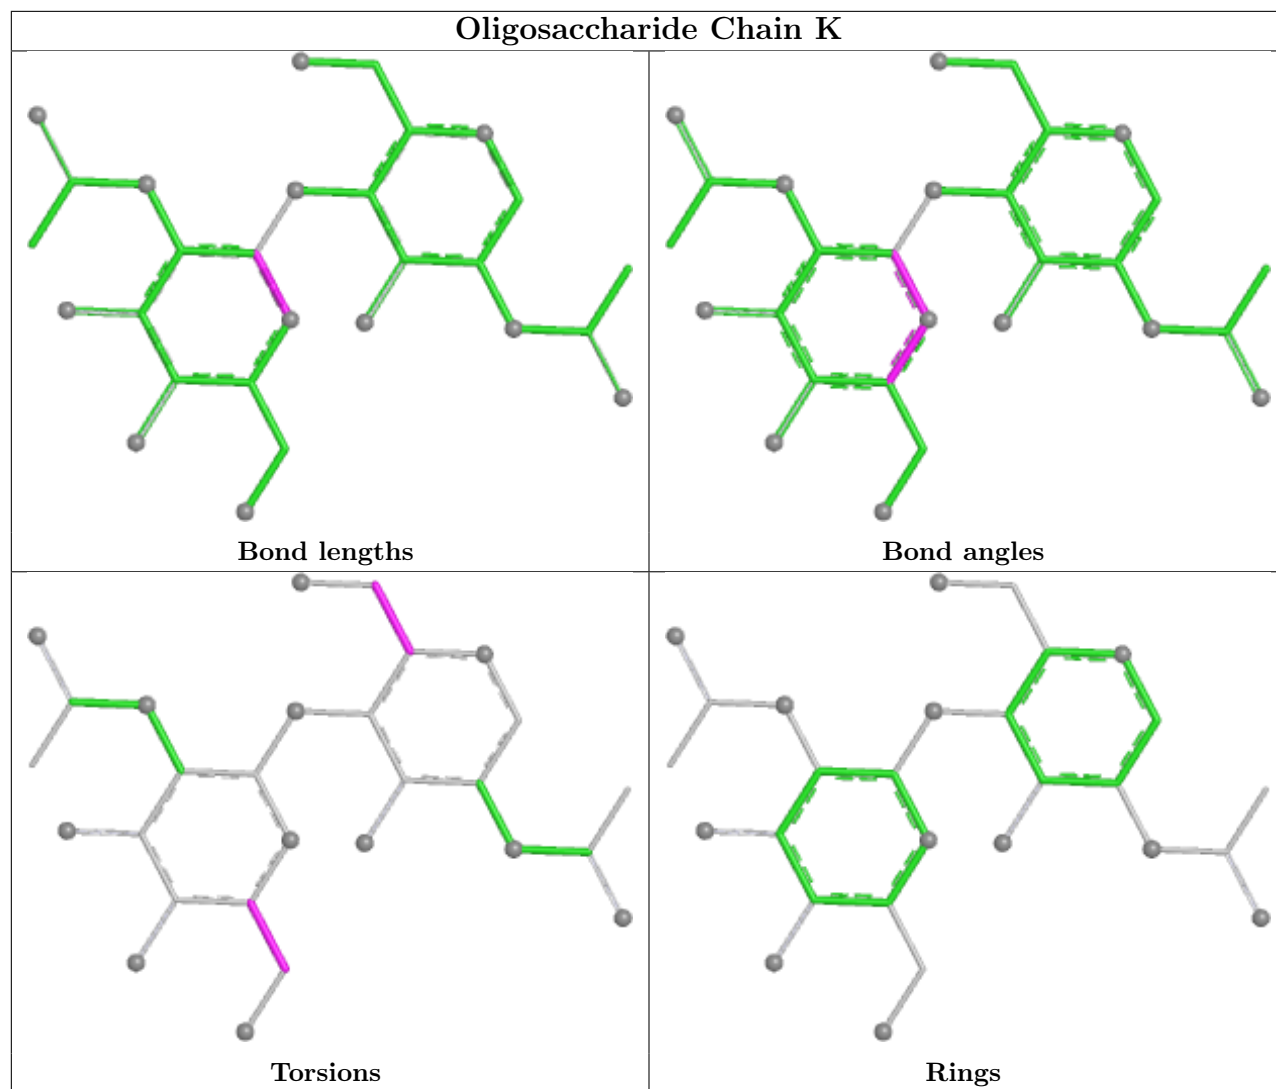 Oligosaccharide Chain K
Bond lengths
Bond angles
Torsions
Rings